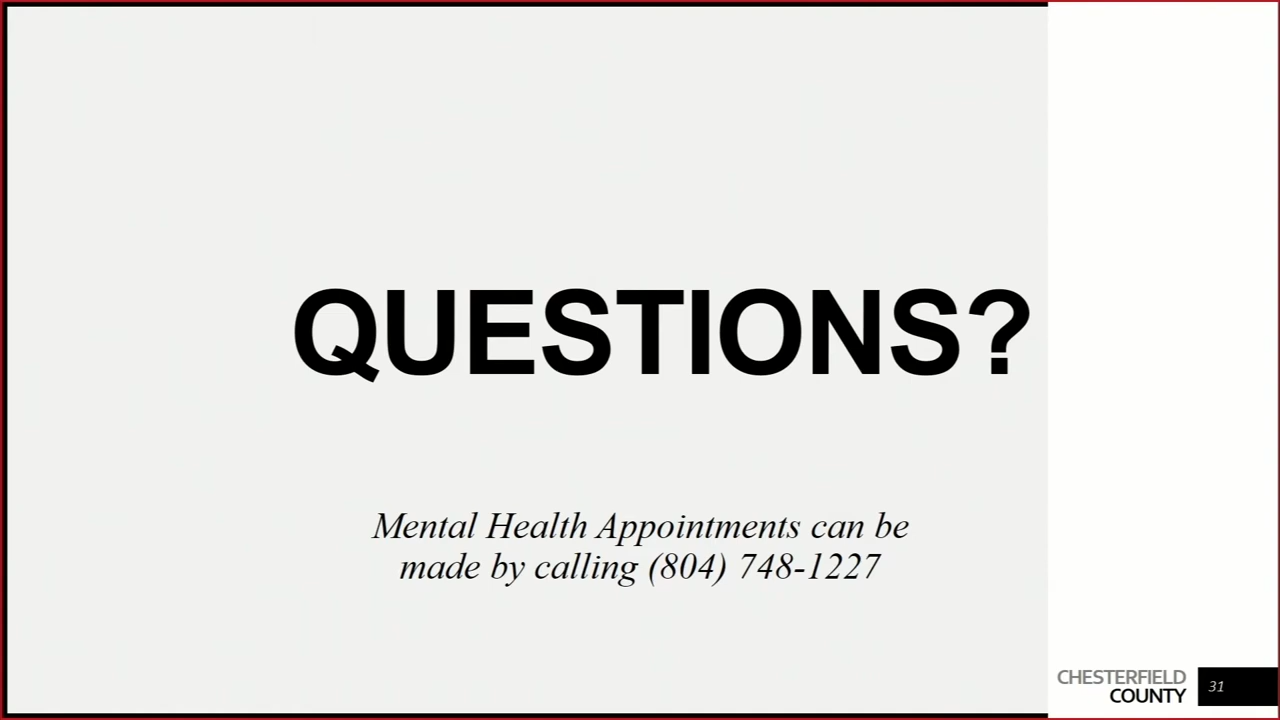 QUESTIONS?
Mental Health Appointments can be
made by calling (804) 748-1227
CHESTERFIELD
COUNTY
31